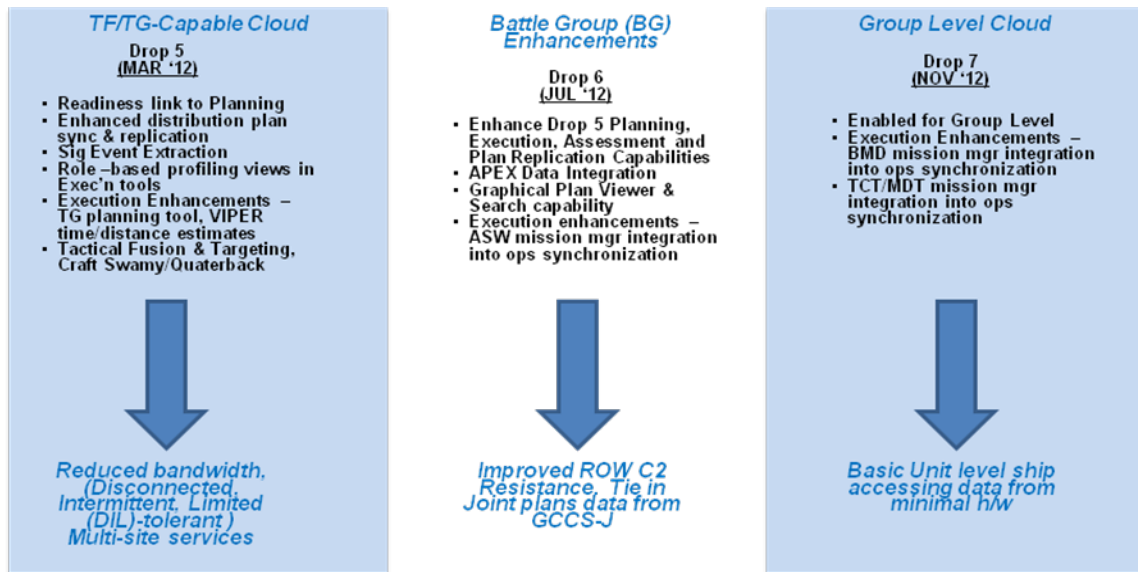 TF/TG-Capable Cloud
Drop 5
(MAR ‘12)
▪ Readiness link to Planning
▪ Enhanced distribution plan
sync & replication
▪ Sig Event Extraction
▪ Role –based profiling views in
Exec’n tools
▪ Execution Enhancements –
TG planning tool, VIPER
time/distance estimates
▪ Tactical Fusion & Targeting,
Craft Swamy/Quaterback
Reduced bandwidth,
(Disconnected,
Intermittent, Limited
(DIL)-tolerant )
Multi-site services
Battle Group (BG)
Enhancements
Drop 6
(JUL ‘12)
▪ Enhance Drop 5 Planning,
Execution, Assessment and
Plan Replication Capabilities
▪ APEX Data Integration
▪ Graphical Plan Viewer &
Search capability
▪ Execution enhancements –
ASW mission mgr integration
into ops synchronization
Improved ROW C2
Resistance, Tie in
Joint plans data from
GCCS-J
Group Level Cloud
Drop 7
(NOV ‘12)
▪ Enabled for Group Level
▪ Execution Enhancements –
BMD mission mgr integration
into ops synchronization
▪ TCT/MDT mission mgr
integration into ops
synchronization
Basic Unit level ship
accessing data from
minimal h/w